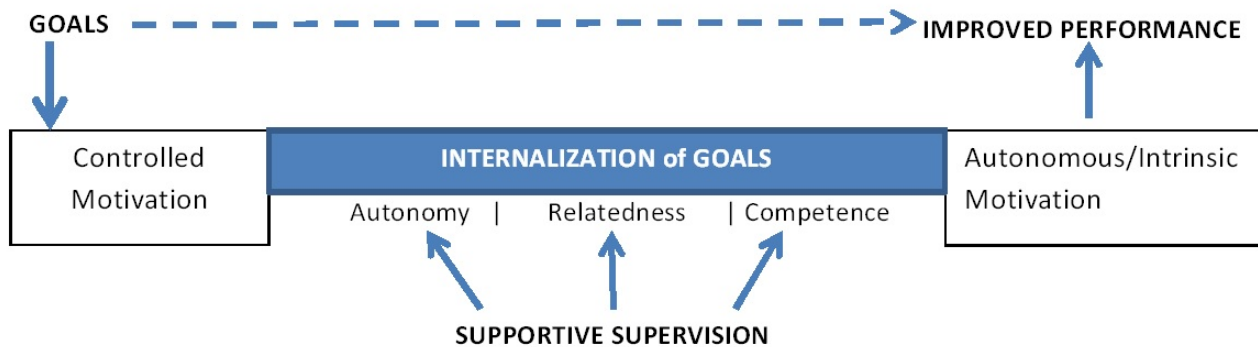 GOALS
IMPROVED PERFORMANCE
Controlled
Motivation
INTERNALIZATION of GOALS
Autonomous/Intrinsic
Motivation
Autonomy | Relatedness | Competence
SUPPORTIVE SUPERVISION